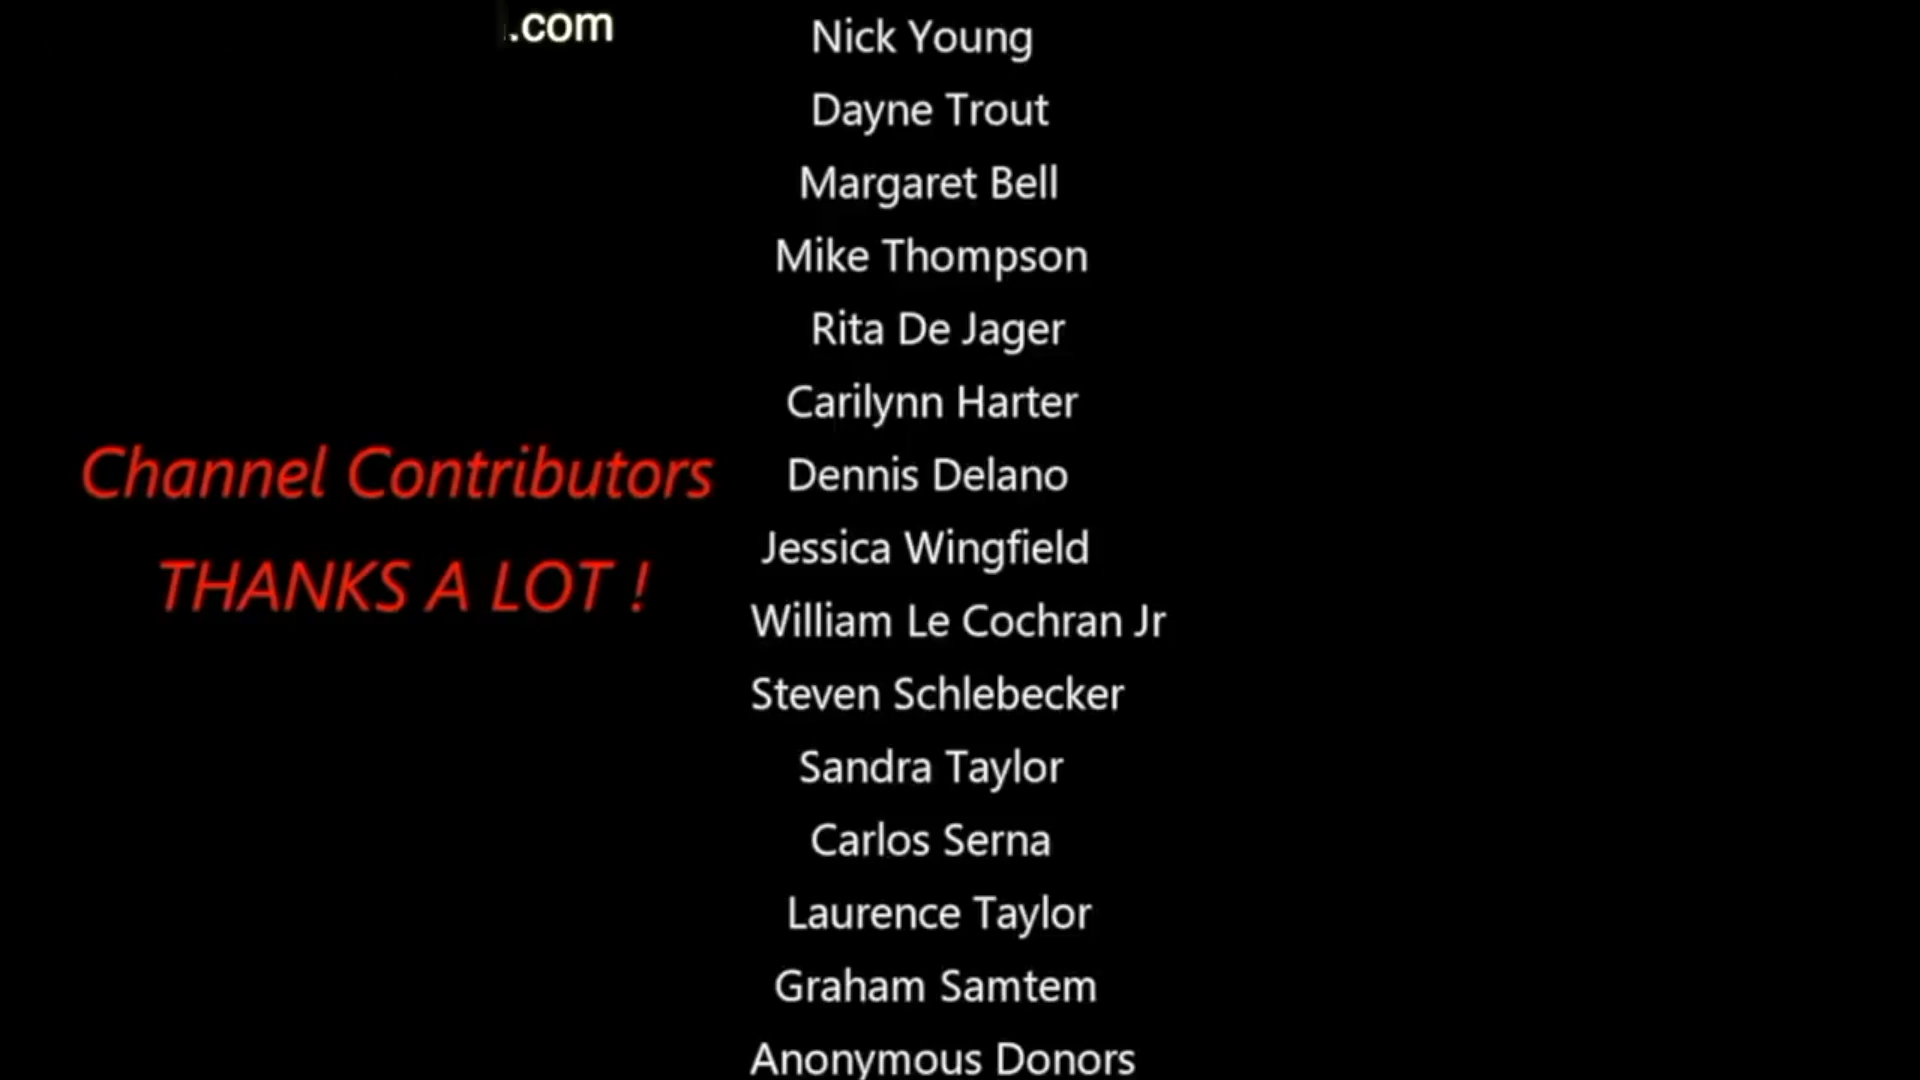 .com
Nick Young
Dayne Trout
Margaret Bell
Mike Thompson
Rita De Jager
Carilynn Harter
Channel Contributors
THANKS A LOT !
Dennis Delano
Jessica Wingfield
William Le Cochran Jr
Steven Schlebecker
Sandra Taylor
Carlos Serna
Laurence Taylor
Graham Samtem
Anonymous Donors